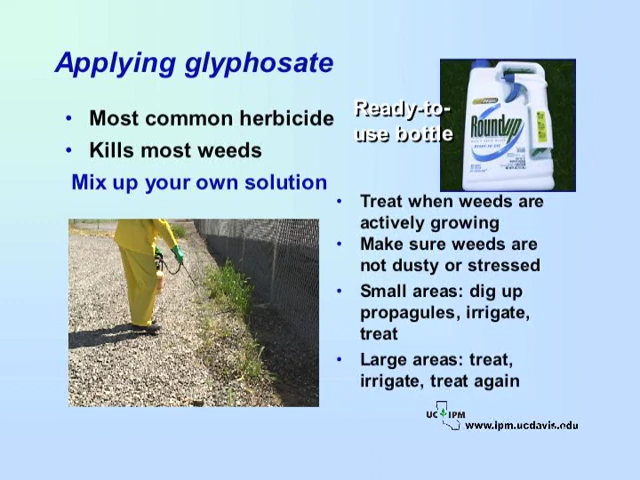 Applying glyphosate
• Most common herbicide
• Kills most weeds
Mix up your own solution
Ready-to-
use bottle
Roundup
• Treat when weeds are
actively growing
• Make sure weeds are
not dusty or stressed
• Small areas: dig up
propagules, irrigate,
treat
• Large areas: treat,
irrigate, treat again
UC IPM
www.ipm.ucdavis.edu